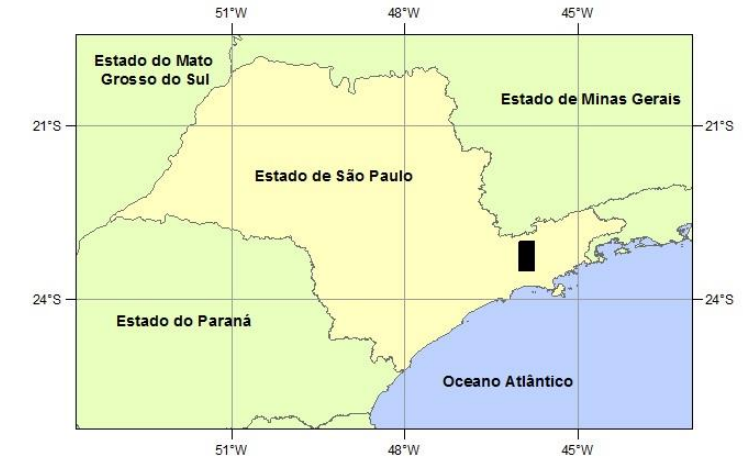 51°W
48°W
45°W
Estado do Mato
Grosso do Sul
Estado de Minas Gerais
21°S
21°S
Estado de São Paulo
24°S
24°S
Estado do Paraná
Oceano Atlântico
51°W
48°W
45°W